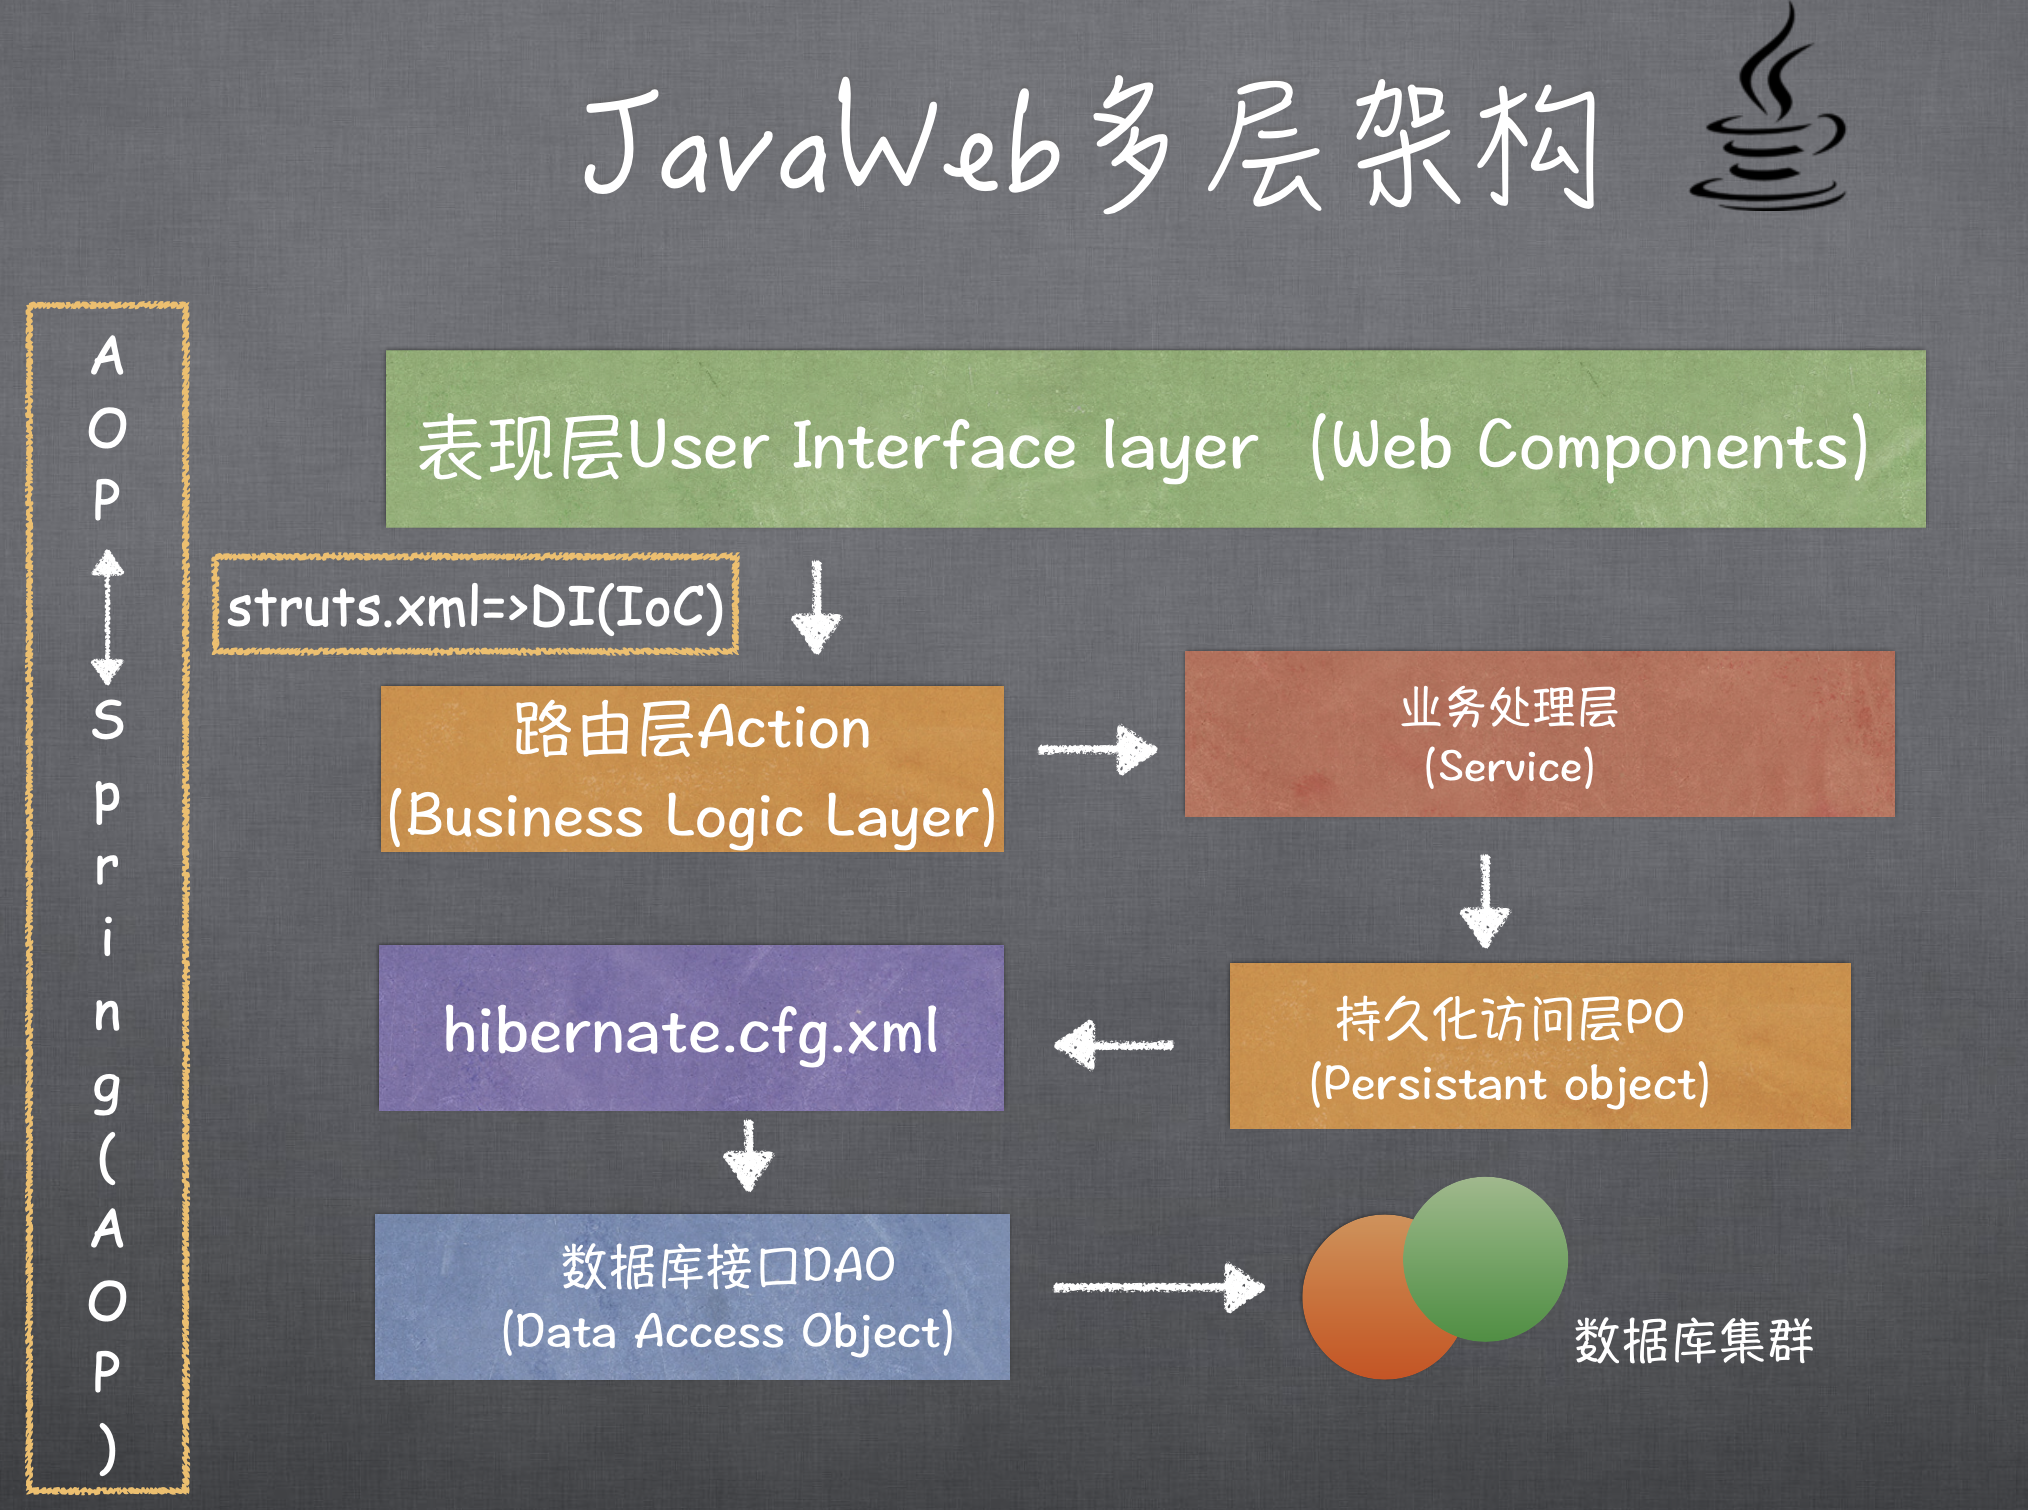 JavaWeb多层架构
AOP
Spring(AOP)
表现层User Interface layer (Web Components)
struts.xml=>DI(IoC)
路由层Action
(Business Logic Layer)
业务处理层
(Service)
hibernate.cfg.xml
持久化访问层PO
(Persistant object)
数据库接口DAO
(Data Access Object)
数据库集群